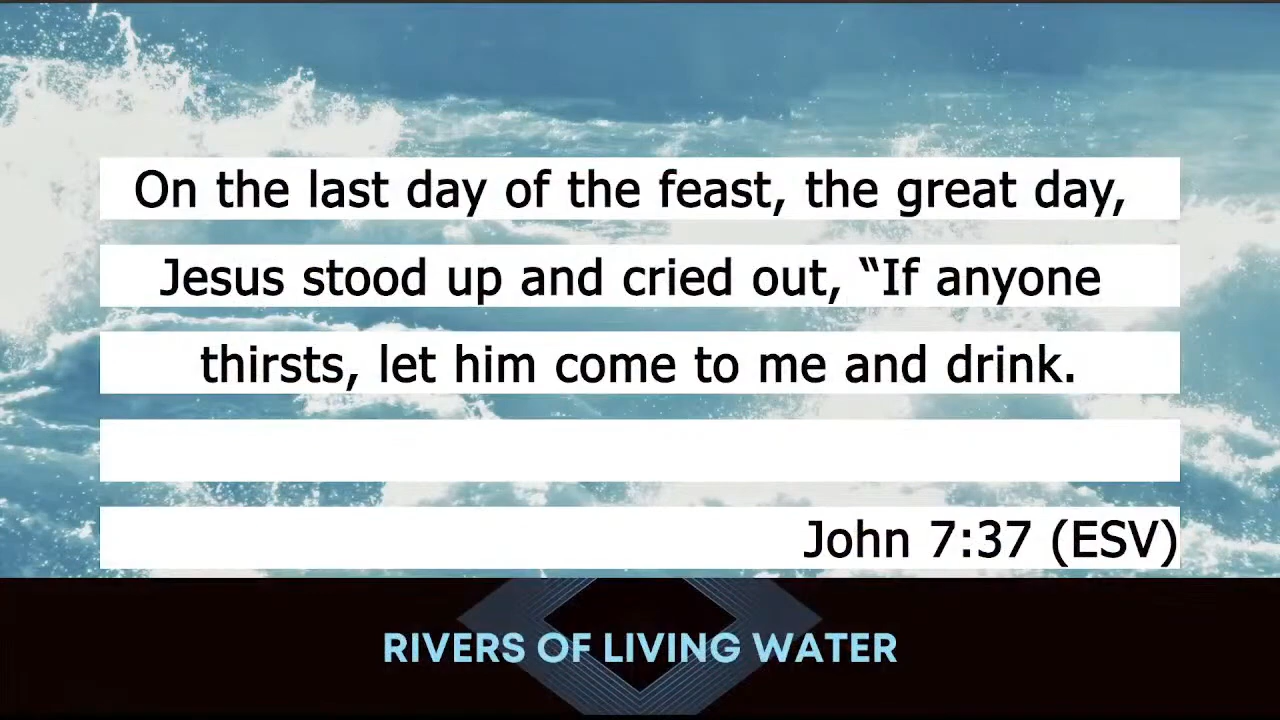 On the last day of the feast, the great day,
Jesus stood up and cried out, “If anyone
thirsts, let him come to me and drink.
John 7:37 (ESV)
RIVERS OF LIVING WATER